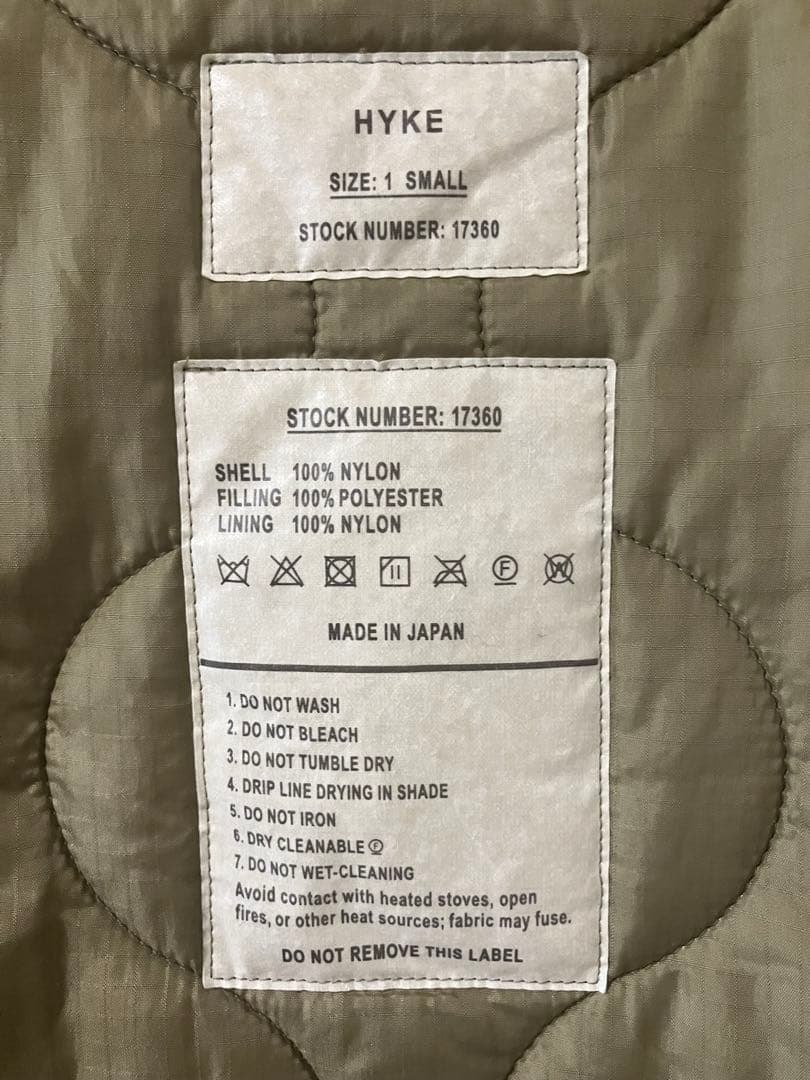 HYKE
SIZE: 1 SMALL
STOCK NUMBER: 17360
STOCK NUMBER: 17360
SHELL 100% NYLON
FILLING 100% POLYESTER
LINING 100% NYLON
F W
MADE IN JAPAN
1. DO NOT WASH
2. DO NOT BLEACH
3. DO NOT TUMBLE DRY
4. DRIP LINE DRYING IN SHADE
5. DO NOT IRON
6. DRY CLEANABLE Ⓕ
7. DO NOT WET-CLEANING
Avoid contact with heated stoves, open
fires, or other heat sources; fabric may fuse.
DO NOT REMOVE THIS LABEL